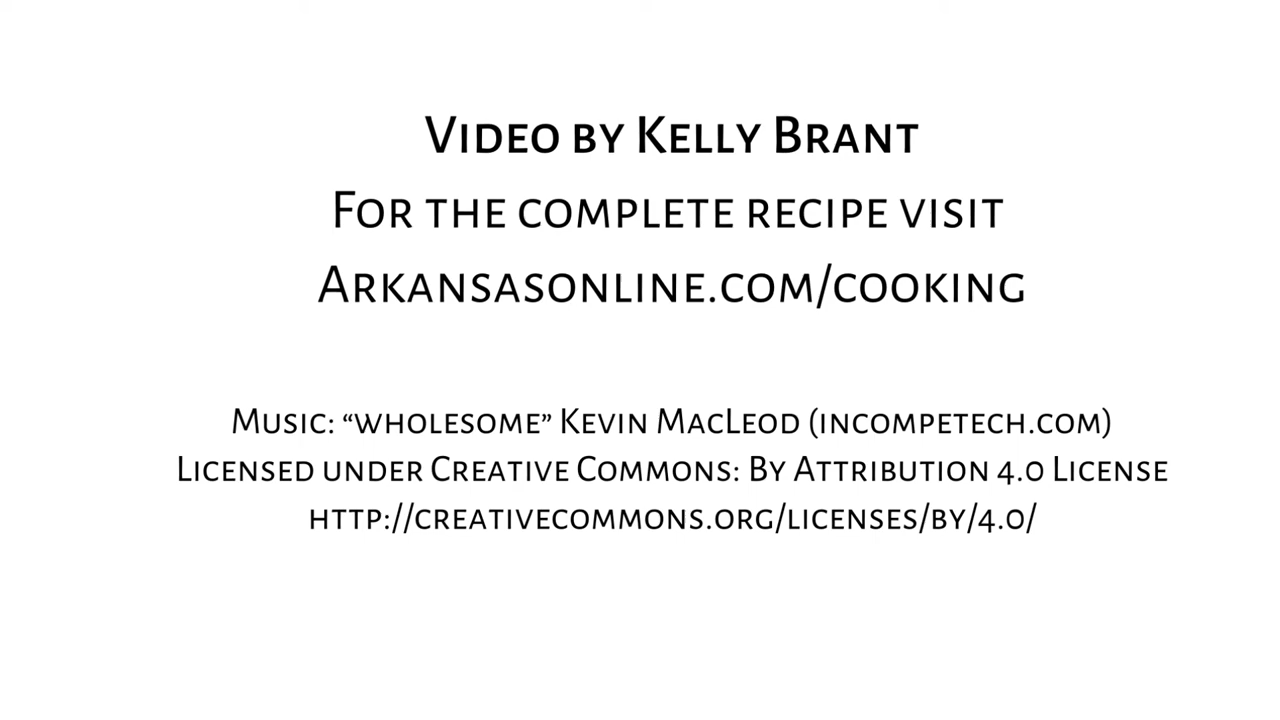 Video by Kelly Brant
For the complete recipe visit
Arkansasonline.com/cooking
Music: “wholesome” Kevin MacLeod (incompetech.com)
Licensed under Creative Commons: By Attribution 4.0 License
http://creativecommons.org/licenses/by/4.0/